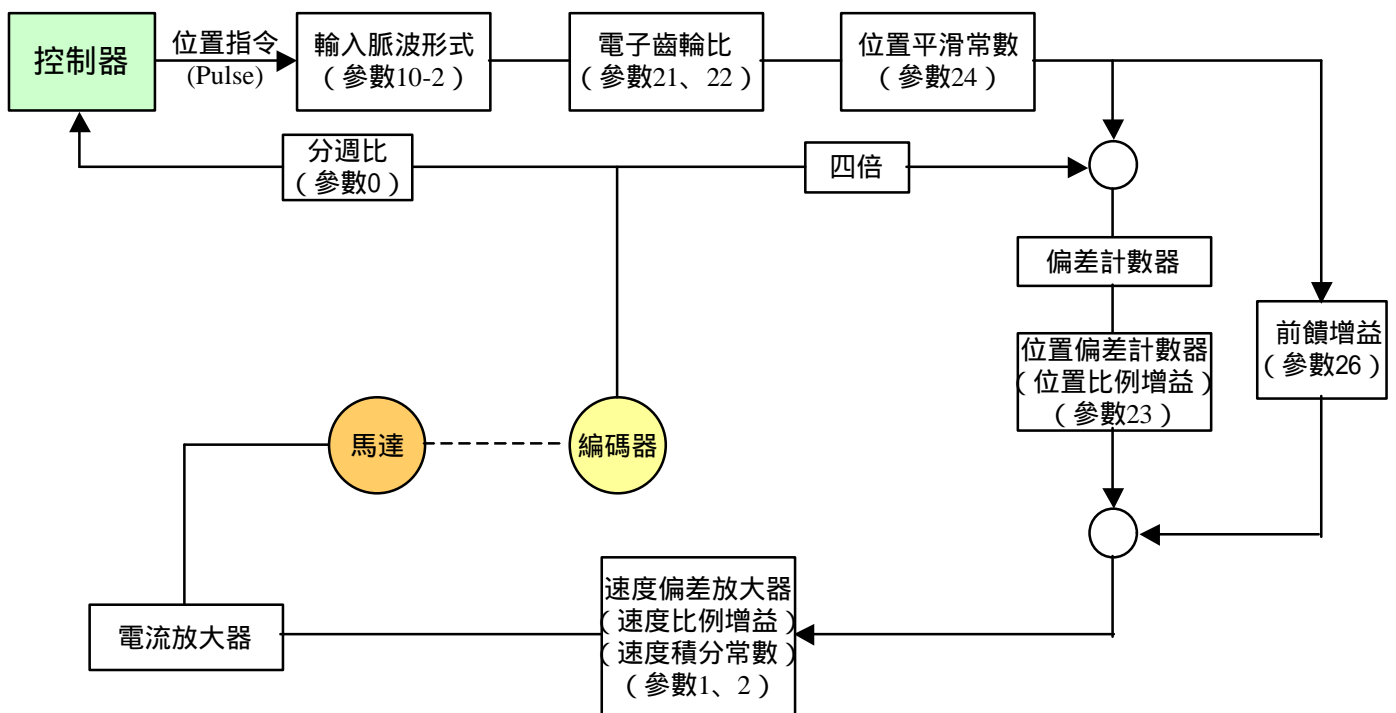 控制器
位置指令
(Pulse)
輸入脈波形式
（參數10-2）
電子齒輪比
（參數21、22）
位置平滑常數
（參數24）
分週比
（參數0）
四倍
偏差計數器
位置偏差計數器
（位置比例增益）
（參數23）
前饋增益
（參數26）
馬達
編碼器
速度偏差放大器
（速度比例增益）
（速度積分常數）
（參數1、2）
電流放大器